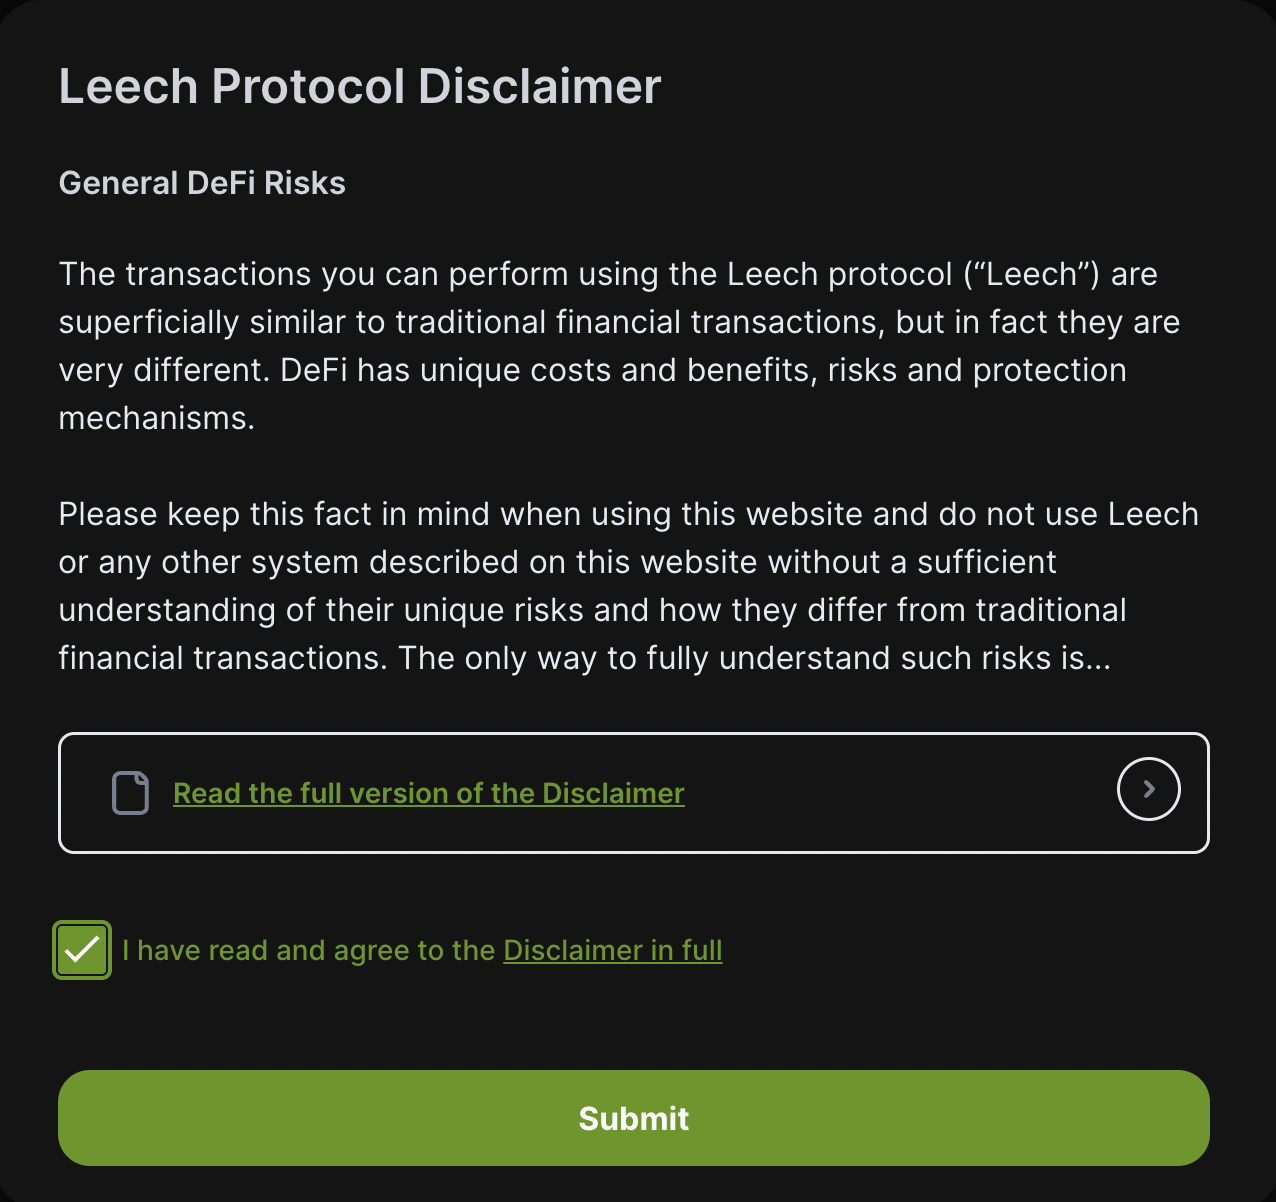 Leech Protocol Disclaimer
General DeFi Risks
The transactions you can perform using the Leech protocol (“Leech”) are
superficially similar to traditional financial transactions, but in fact they are
very different. DeFi has unique costs and benefits, risks and protection
mechanisms.
Please keep this fact in mind when using this website and do not use Leech
or any other system described on this website without a sufficient
understanding of their unique risks and how they differ from traditional
financial transactions. The only way to fully understand such risks is...
Read the full version of the Disclaimer
I have read and agree to the Disclaimer in full
Submit